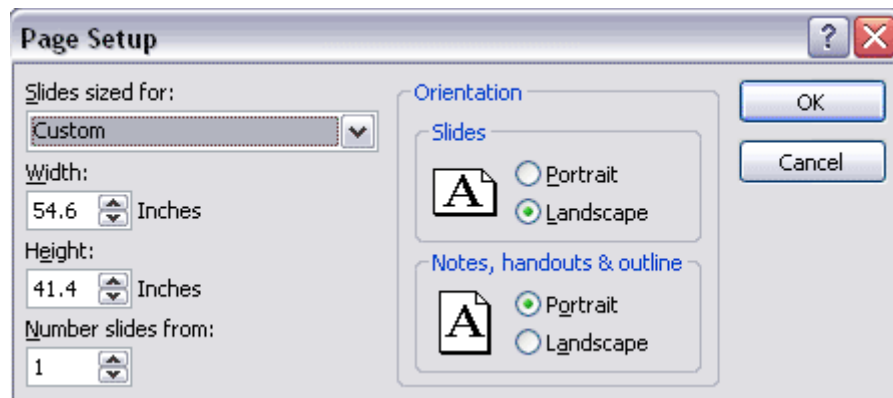 Page Setup
Slides sized for:
Custom
Width:
54.6 Inches
Height:
41.4 Inches
Number slides from:
1
Orientation
Slides
A
Portrait
Landscape
Notes, handouts & outline
A
Portrait
Landscape
?
OK
Cancel